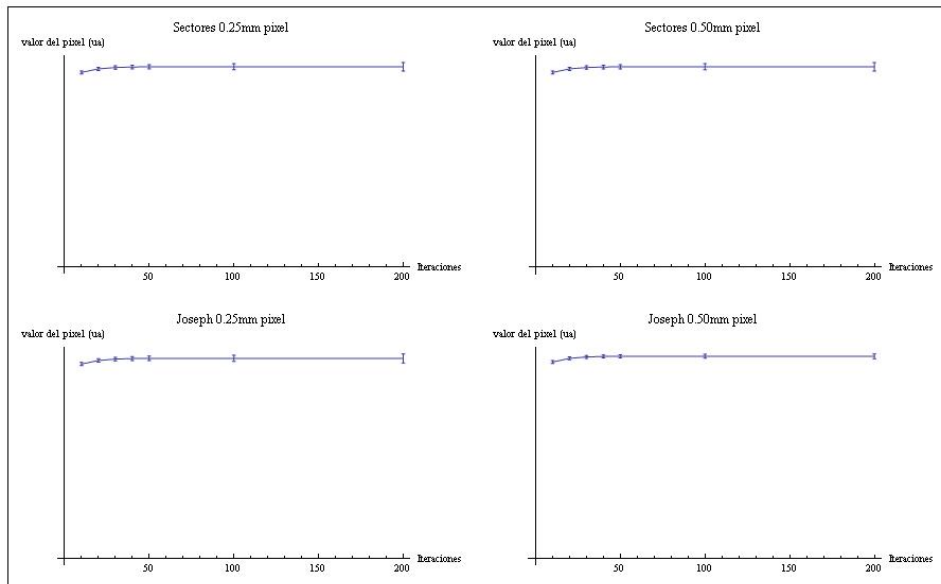 Sectores 0.25mm pixel
valor del pixel (ua)
Iteraciones
50 100 150 200
Sectores 0.50mm pixel
valor del pixel (ua)
Iteraciones
50 100 150 200
Joseph 0.25mm pixel
valor del pixel (ua)
Iteraciones
50 100 150 200
Joseph 0.50mm pixel
valor del pixel (ua)
Iteraciones
50 100 150 200